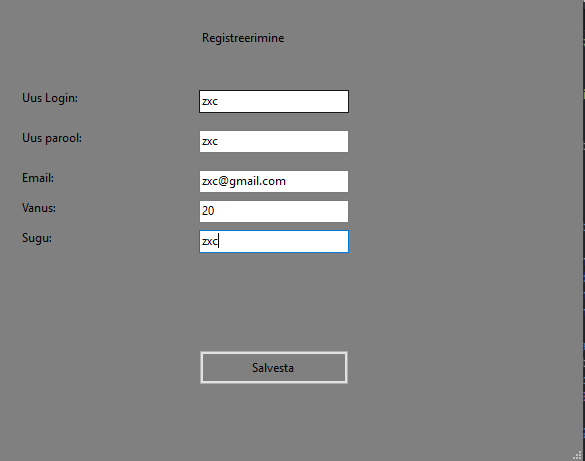 Registreerimine
Uus Login: zxc
Uus parool: zxc
Email: zxc@gmail.com
Vanus: 20
Sugu: zxc
Salvesta